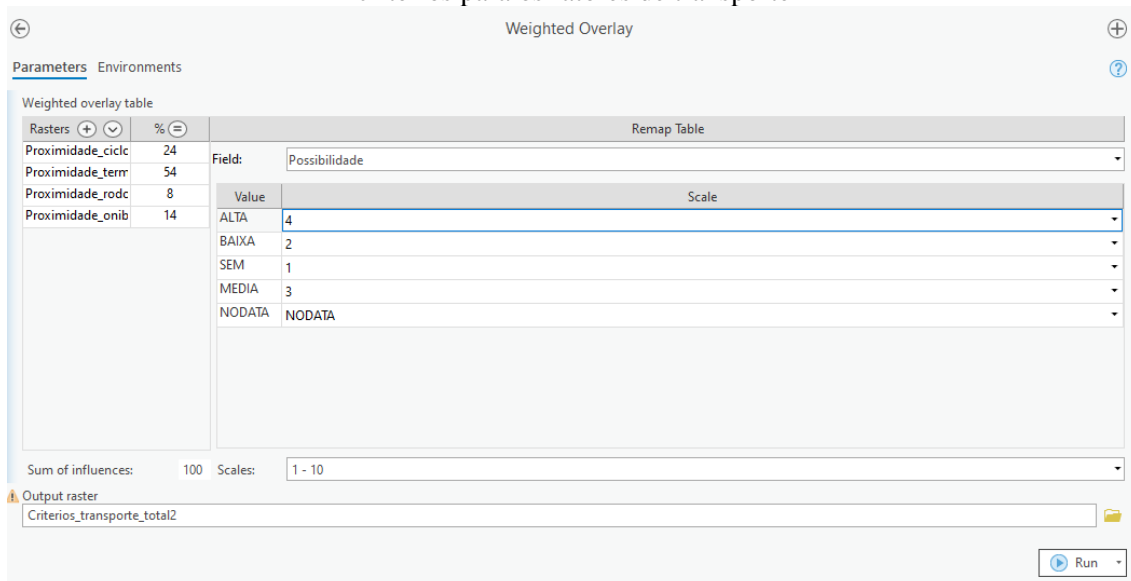 Weighted Overlay
Parameters Environments
Weighted overlay table
Rasters % Remap Table
Proximidade_ciclc 24
Proximidade_term 54
Proximidade_rodc 8
Proximidade_onib 14
Field: Possibilidade
Value Scale
ALTA 4
BAIXA 2
SEM 1
MEDIA 3
NODATA NODATA
Sum of influences: 100 Scales: 1 - 10
Output raster
Criterios_transporte_total2
Run